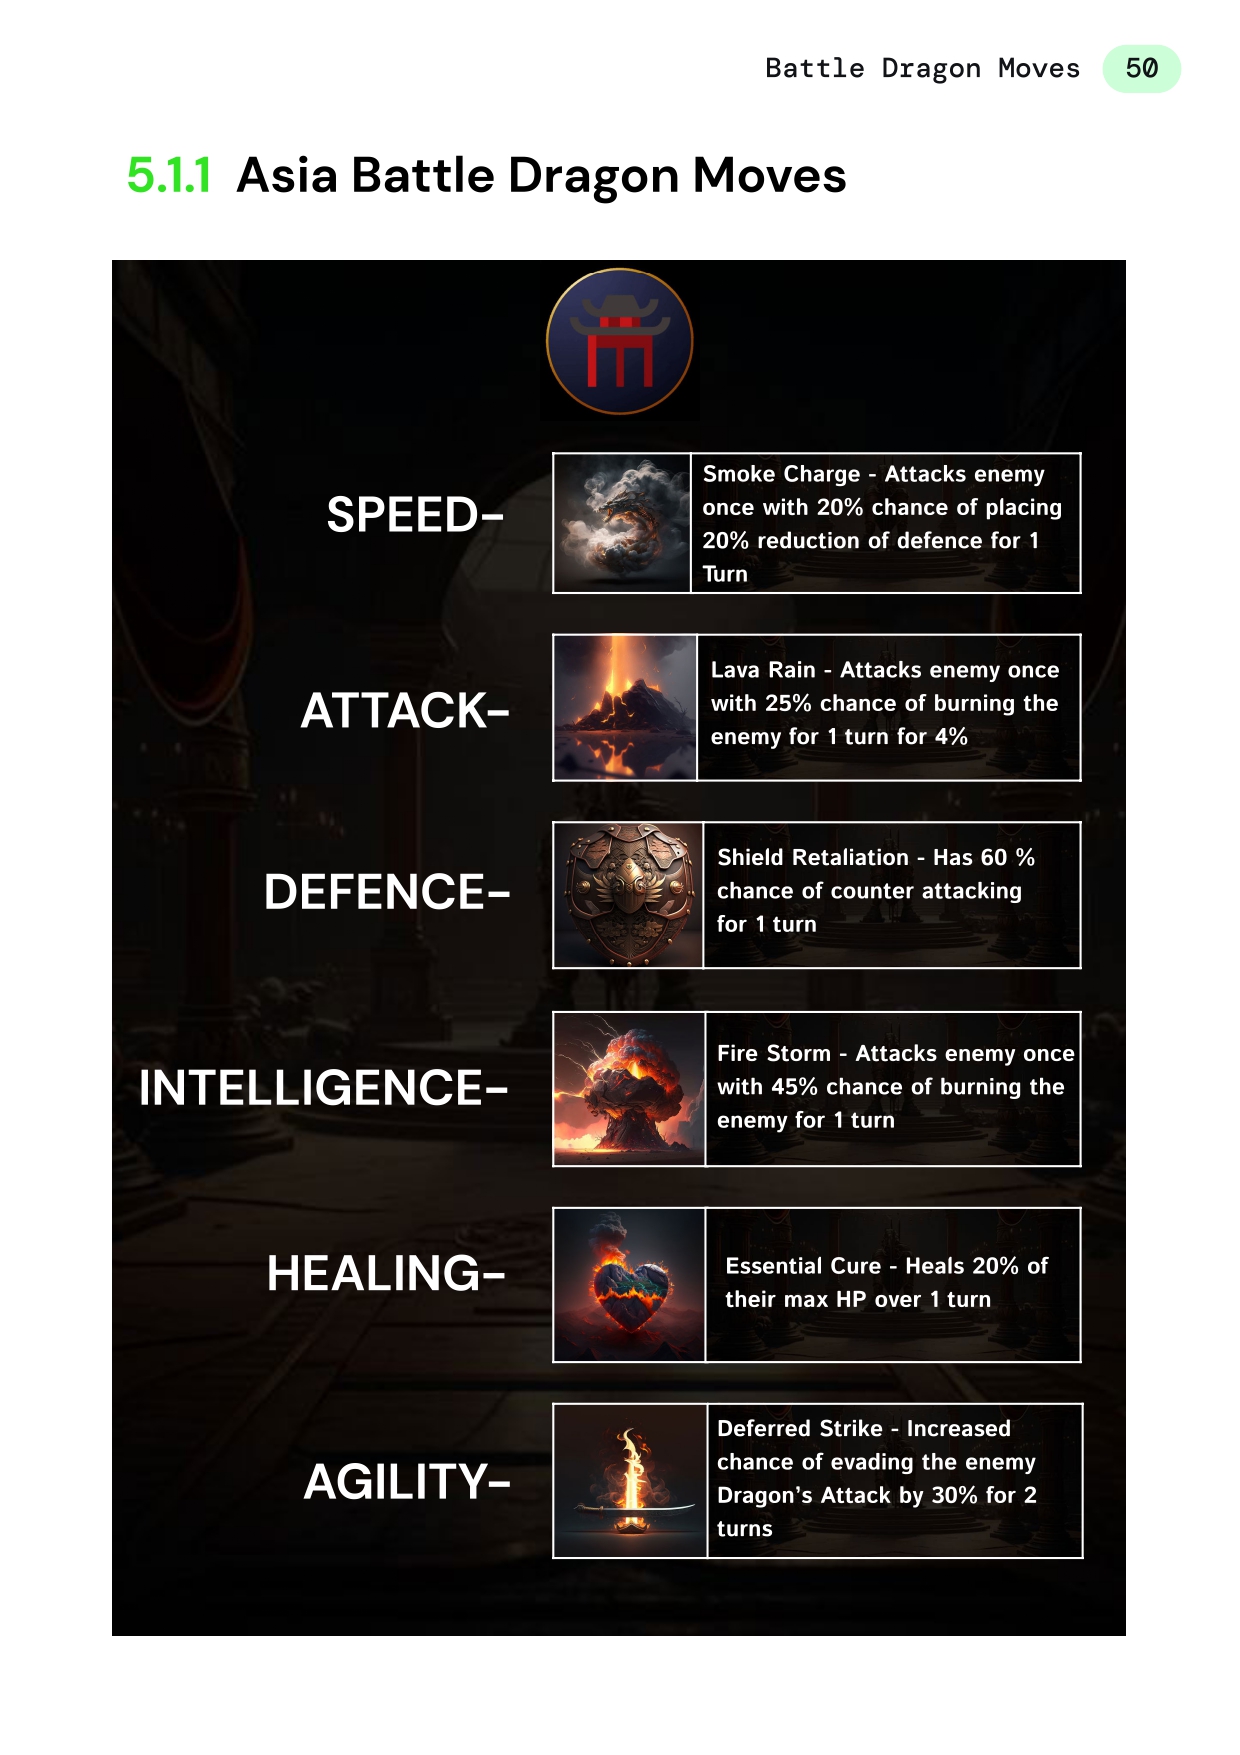 Battle Dragon Moves 50
5.1.1 Asia Battle Dragon Moves
SPEED-
Smoke Charge - Attacks enemy
once with 20% chance of placing
20% reduction of defence for 1
Turn
ATTACK-
Lava Rain - Attacks enemy once
with 25% chance of burning the
enemy for 1 turn for 4%
DEFENCE-
Shield Retaliation - Has 60 %
chance of counter attacking
for 1 turn
INTELLIGENCE-
Fire Storm - Attacks enemy once
with 45% chance of burning the
enemy for 1 turn
HEALING-
Essential Cure - Heals 20% of
their max HP over 1 turn
AGILITY-
Deferred Strike - Increased
chance of evading the enemy
Dragon's Attack by 30% for 2
turns